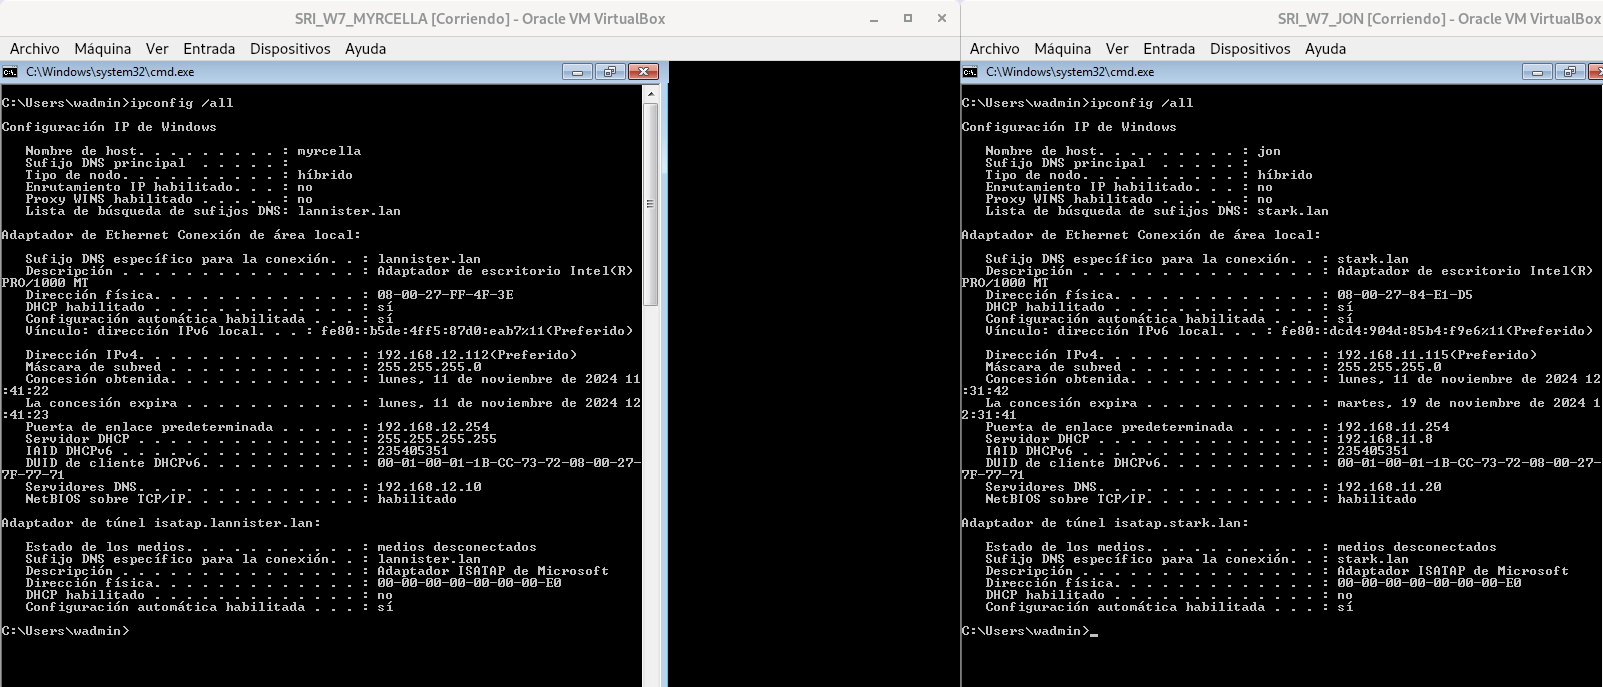 SRI_W7_MYRCELLA [Corriendo] - Oracle VM VirtualBox
Archivo Máquina Ver Entrada Dispositivos Ayuda
C:\Windows\system32\cmd.exe
C:\Users\wadmin>ipconfig /all
Configuración IP de Windows
Nombre de host. . . . . . . . . : myrcella
Sufijo DNS principal . . . . . :
Tipo de nodo. . . . . . . . . . : híbrido
Enrutamiento IP habilitado. . . : no
Proxy WINS habilitado . . . . . : no
Lista de búsqueda de sufijos DNS: lannister.lan
Adaptador de Ethernet Conexión de área local:
Sufijo DNS específico para la conexión. . : lannister.lan
Descripción . . . . . . . . . . . . . . . : Adaptador de escritorio Intel(R)
PRO/1000 MT
Dirección física. . . . . . . . . . . . . : 08-00-27-FF-4F-3E
DHCP habilitado . . . . . . . . . . . . . : sí
Configuración automática habilitada . . . : sí
Vínculo: dirección IPv6 local. . . : fe80::b5de:4ff5:87d0:eab7%11(Preferido)
Dirección IPv4. . . . . . . . . . . . . . : 192.168.12.112(Preferido)
Máscara de subred . . . . . . . . . . . . : 255.255.255.0
Concesión obtenida. . . . . . . . . . . . : lunes, 11 de noviembre de 2024 11
:41:22
La concesión expira . . . . . . . . . . . : lunes, 11 de noviembre de 2024 12
:41:23
Puerta de enlace predeterminada . . . . . : 192.168.12.254
Servidor DHCP . . . . . . . . . . . . . . : 255.255.255.255
IAID DHCPv6 . . . . . . . . . . . . . . . : 235405351
DUID de cliente DHCPv6. . . . . . . . . . : 00-01-00-01-1B-CC-73-72-08-00-27-
7F-77-71
Servidores DNS. . . . . . . . . . . . . . : 192.168.12.10
NetBIOS sobre TCP/IP. . . . . . . . . . . : habilitado
Adaptador de túnel isatap.lannister.lan:
Estado de los medios. . . . . . . . . . . : medios desconectados
Sufijo DNS específico para la conexión. . : lannister.lan
Descripción . . . . . . . . . . . . . . . : Adaptador ISATAP de Microsoft
Dirección física. . . . . . . . . . . . . : 00-00-00-00-00-00-00-E0
DHCP habilitado . . . . . . . . . . . . . : no
Configuración automática habilitada . . . : sí
C:\Users\wadmin>
SRI_W7_JON [Corriendo] - Oracle VM VirtualBox
Archivo Máquina Ver Entrada Dispositivos Ayuda
C:\Windows\system32\cmd.exe
C:\Users\wadmin>ipconfig /all
Configuración IP de Windows
Nombre de host. . . . . . . . . : jon
Sufijo DNS principal . . . . . :
Tipo de nodo. . . . . . . . . . : híbrido
Enrutamiento IP habilitado. . . : no
Proxy WINS habilitado . . . . . : no
Lista de búsqueda de sufijos DNS: stark.lan
Adaptador de Ethernet Conexión de área local:
Sufijo DNS específico para la conexión. . : stark.lan
Descripción . . . . . . . . . . . . . . . : Adaptador de escritorio Intel(R)
PRO/1000 MT
Dirección física. . . . . . . . . . . . . : 08-00-27-84-E1-D5
DHCP habilitado . . . . . . . . . . . . . : sí
Configuración automática habilitada . . . : sí
Vínculo: dirección IPv6 local. . . : fe80::dcd4:904d:85b4:f9e6%11(Preferido)
Dirección IPv4. . . . . . . . . . . . . . : 192.168.11.115(Preferido)
Máscara de subred . . . . . . . . . . . . : 255.255.255.0
Concesión obtenida. . . . . . . . . . . . : lunes, 11 de noviembre de 2024 12
:31:42
La concesión expira . . . . . . . . . . . : martes, 19 de noviembre de 2024 1
2:31:41
Puerta de enlace predeterminada . . . . . : 192.168.11.254
Servidor DHCP . . . . . . . . . . . . . . : 192.168.11.8
IAID DHCPv6 . . . . . . . . . . . . . . . : 235405351
DUID de cliente DHCPv6. . . . . . . . . . : 00-01-00-01-1B-CC-73-72-08-00-27-
7F-77-71
Servidores DNS. . . . . . . . . . . . . . : 192.168.11.20
NetBIOS sobre TCP/IP. . . . . . . . . . . : habilitado
Adaptador de túnel isatap.stark.lan:
Estado de los medios. . . . . . . . . . . : medios desconectados
Sufijo DNS específico para la conexión. . : stark.lan
Descripción . . . . . . . . . . . . . . . : Adaptador ISATAP de Microsoft
Dirección física. . . . . . . . . . . . . : 00-00-00-00-00-00-00-E0
DHCP habilitado . . . . . . . . . . . . . : no
Configuración automática habilitada . . . : sí
C:\Users\wadmin>_